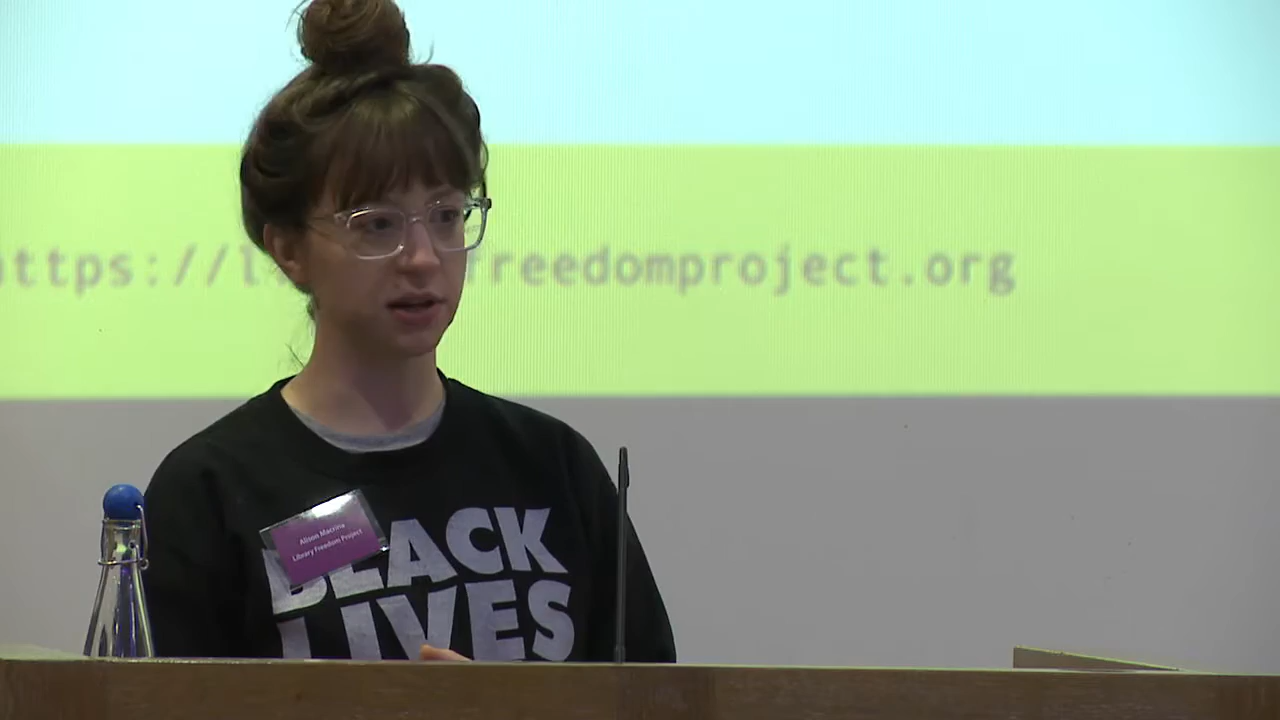 https://l freedomproject.org
Alison Macrina
Library Freedom Project
BLACK
LIVES